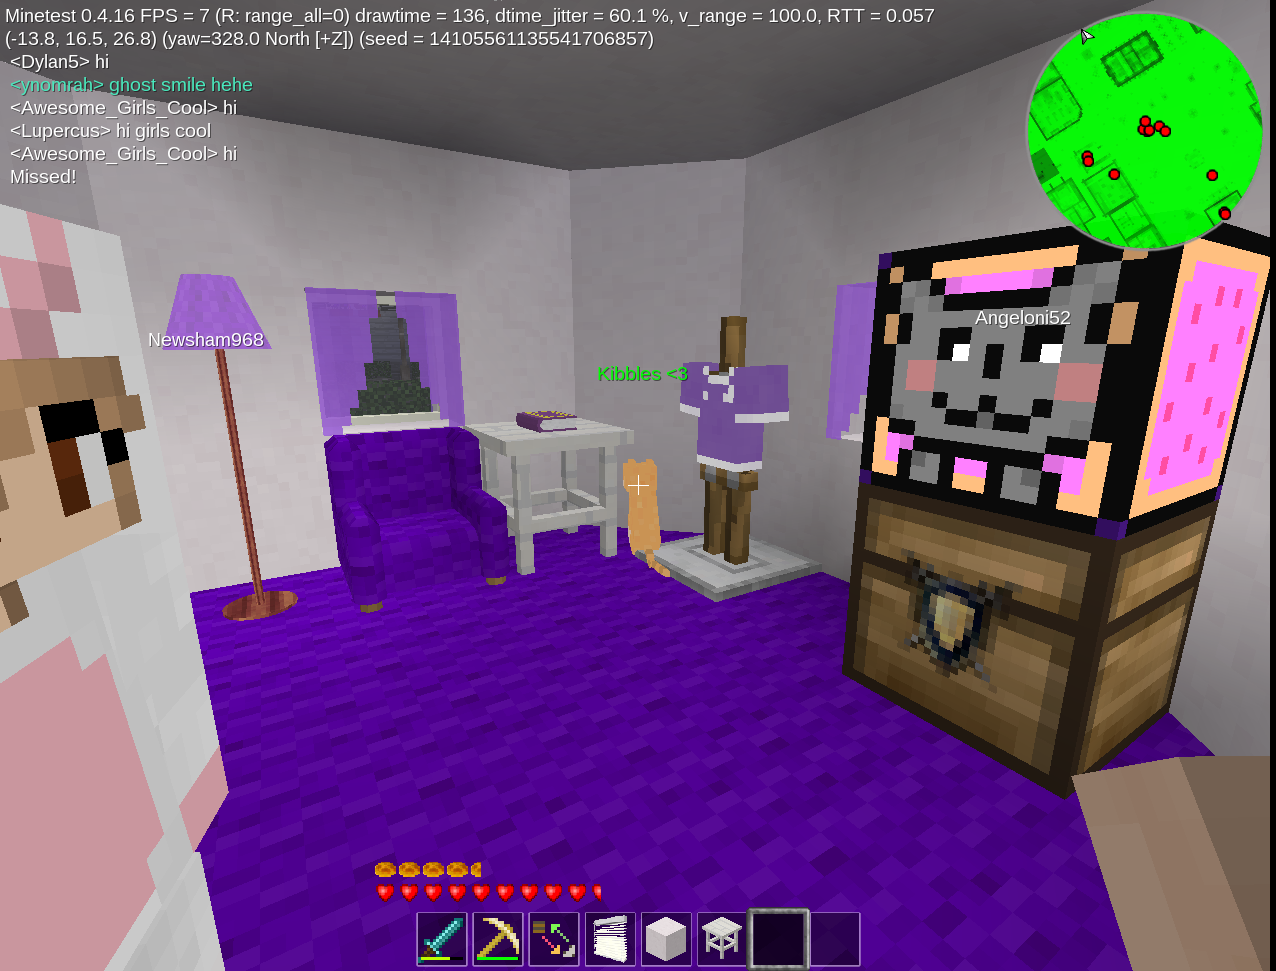 Minetest 0.4.16 FPS = 7 (R: range_all=0) drawtime = 136, dtime_jitter = 60.1 %, v_range = 100.0, RTT = 0.057
(-13.8, 16.5, 26.8) (yaw=328.0 North [+Z]) (seed = 14105561135541706857)
<Dylan5> hi
<ynomrah> ghost smile hehe
<Awesome_Girls_Cool> hi
<Lupercus> hi girls cool
<Awesome_Girls_Cool> hi
Missed!
Angeloni52
Newsham968
Kibbles <3